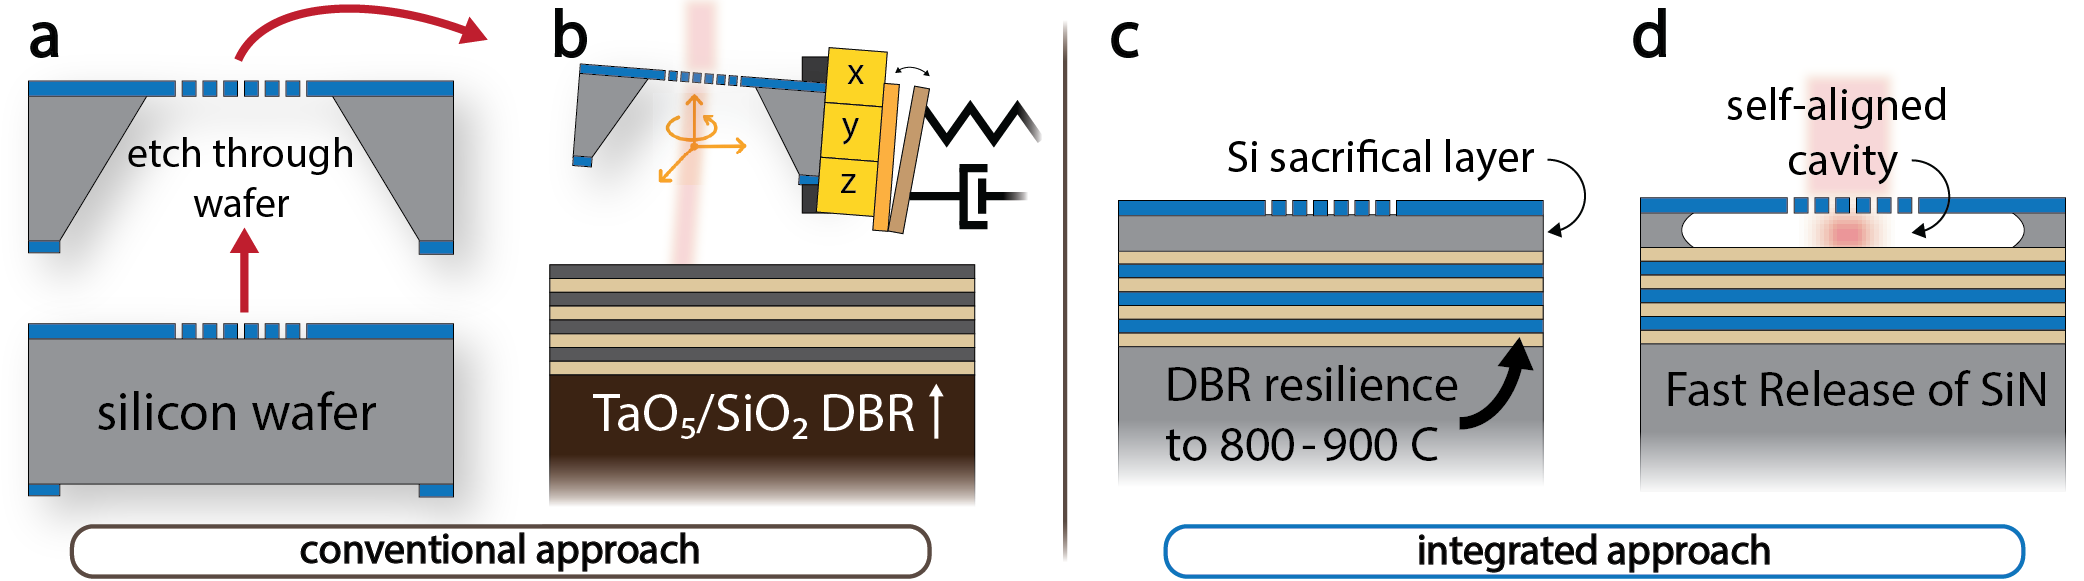 a
etch through
wafer
silicon wafer
b
x
y
z
TaO₅/SiO₂ DBR
conventional approach
c
Si sacrifical layer
DBR resilience
to 800-900 C
d
self-aligned
cavity
Fast Release of SiN
integrated approach